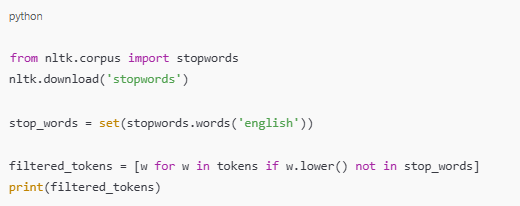 python
from nltk.corpus import stopwords
nltk.download('stopwords')
stop_words = set(stopwords.words('english'))
filtered_tokens = [w for w in tokens if w.lower() not in stop_words]
print(filtered_tokens)